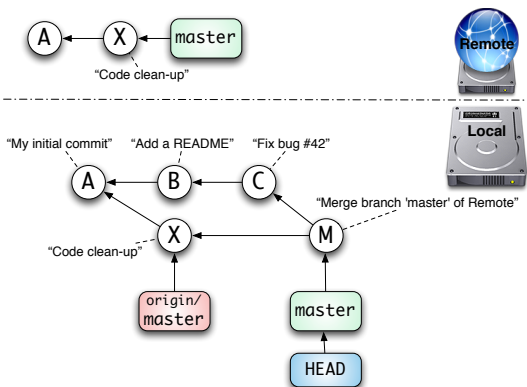 A
X
master
Remote
"Code clean-up"
Local
"My initial commit"
"Add a README"
"Fix bug #42"
A
B
C
"Merge branch 'master' of Remote"
X
M
"Code clean-up"
origin/
master
master
HEAD